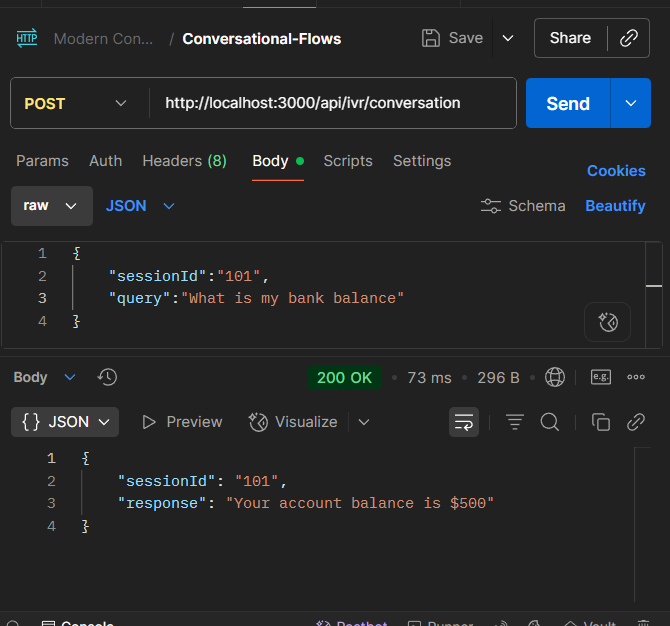 HTTP Modern Con... / Conversational-Flows Save Share
POST http://localhost:3000/api/ivr/conversation Send
Params Auth Headers (8) Body Scripts Settings Cookies
raw JSON Schema Beautify
1 {
2 "sessionId":"101",
3 "query":"What is my bank balance"
4 }
Body 200 OK • 73 ms • 296 B • e.g.
{} JSON Preview Visualize
1 {
2 "sessionId": "101",
3 "response": "Your account balance is $500"
4 }
Console Postbot Runner Vault